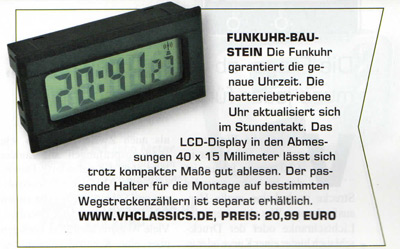 20:41 27
FUNKUHR-BAU-
STEIN Die Funkuhr
garantiert die ge-
naue Uhrzeit. Die
batteriebetriebene
Uhr aktualisiert sich
im Stundentakt. Das
LCD-Display in den Abmes-
sungen 40 x 15 Millimeter lässt sich
trotz kompakter Maße gut ablesen. Der pas-
sende Halter für die Montage auf bestimmten
Wegstreckenzählern ist separat erhältlich.
WWW.VHCLASSICS.DE, PREIS: 20,99 EURO